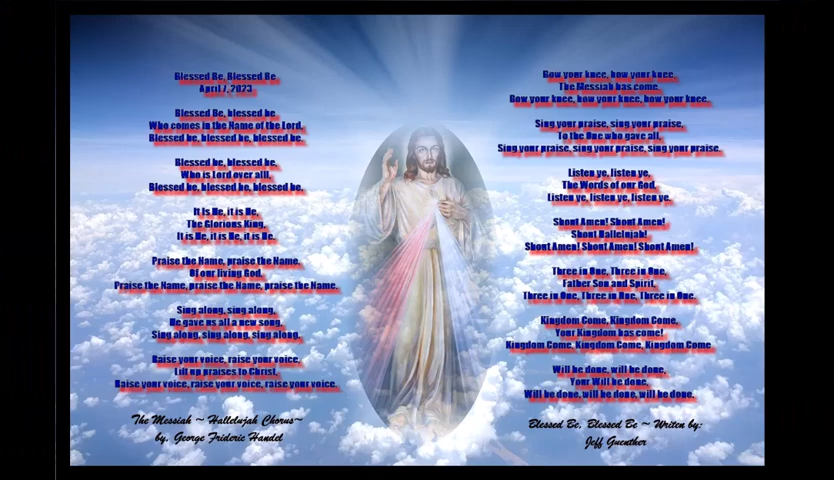 Blessed Be, Blessed Be
April 7, 2023
Blessed Be, blessed be,
Who comes in the Name of the Lord,
Blessed be, blessed be, blessed be.
Blessed be, blessed be,
Who is Lord over alll,
Blessed be, blessed be, blessed be.
It Is He, it is He,
The Glorious King,
It is He, it is He, it is He.
Praise the Name, praise the Name,
Of our living God,
Praise the Name, praise the Name, praise the Name.
Sing along, sing along,
He gave us all a new song,
Sing along, sing along, sing along,
Raise your voice, raise your voice,
Lift up praises to Christ,
Raise your voice, raise your voice, raise your voice.
The Messiah ~ Hallelujah Chorus~
by, George Frideric Handel
Bow your knee, bow your knee,
The Messiah has come,
Bow your knee, bow your knee, bow your knee,
Sing your praise, sing your praise,
To the One who gave all,
Sing your praise, sing your praise, sing your praise.
Listen ye, listen ye,
The Words of our God,
Listen ye, listen ye, listen ye.
Shout Amen! Shout Amen!
Shout Hallelujah!
Shout Amen! Shout Amen! Shout Amen!
Three in One, Three in One,
Father Son and Spirit,
Three in One, Three in One, Three in One.
Kingdom Come, Kingdom Come,
Your Kingdom has come!
Kingdom Come, Kingdom Come, Kingdom Come
Will be done, will be done,
Your Will be done,
Will be done, will be done, will be done.
Blessed Be, Blessed Be ~ Writen by:
Jeff Guenther